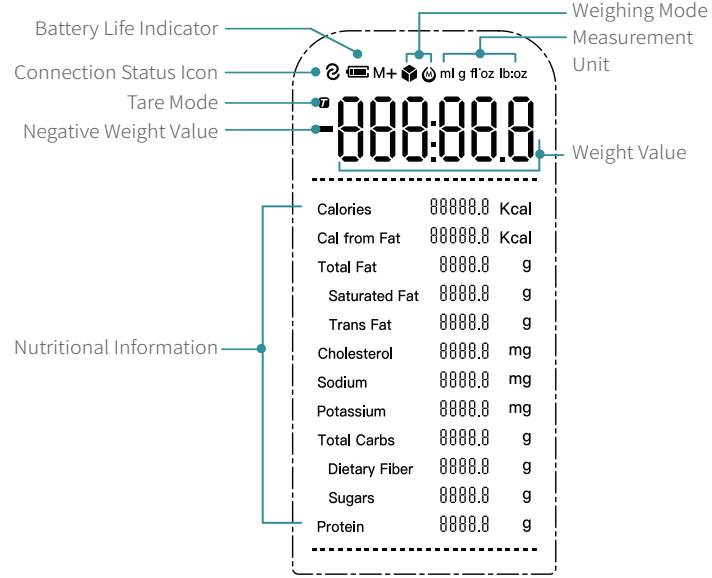 Weighing Mode
Battery Life Indicator
Measurement
Unit
Connection Status Icon
M+ M ml g fl'oz lb:oz
Tare Mode
T
Negative Weight Value
-888:88.8
Weight Value
Calories 88888.8 Kcal
Cal from Fat 88888.8 Kcal
Total Fat 8888.8 g
Saturated Fat 8888.8 g
Trans Fat 8888.8 g
Nutritional Information
Cholesterol 8888.8 mg
Sodium 8888.8 mg
Potassium 8888.8 mg
Total Carbs 8888.8 g
Dietary Fiber 8888.8 g
Sugars 8888.8 g
Protein 8888.8 g